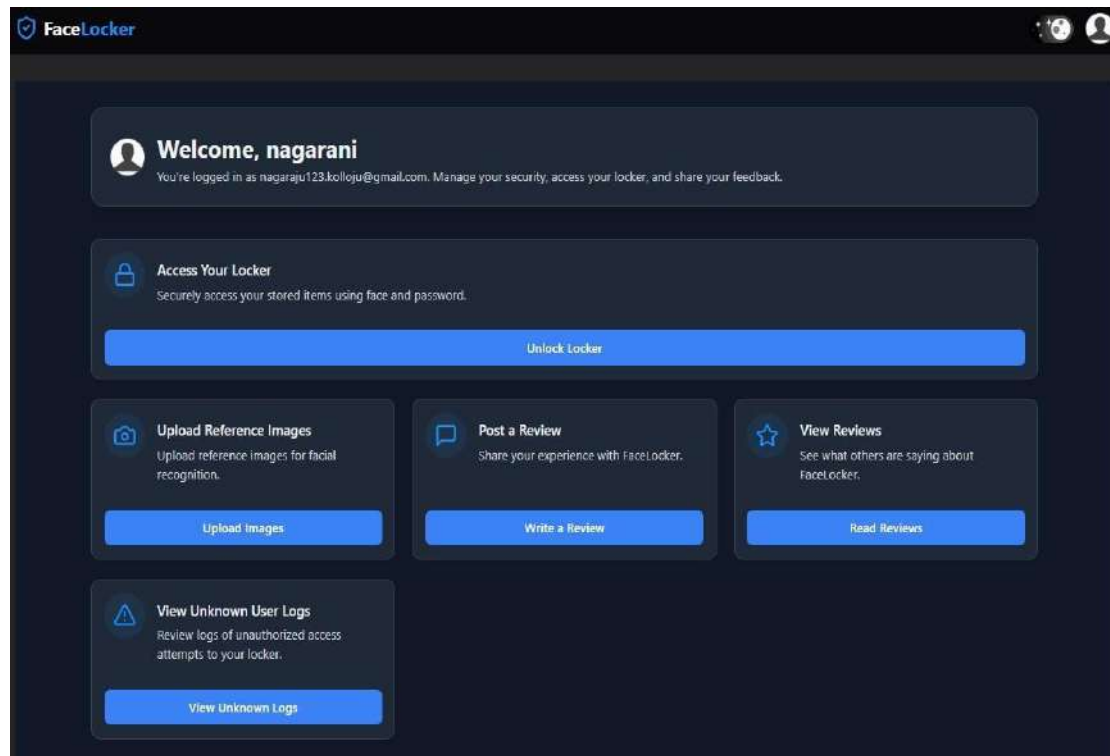 FaceLocker
Welcome, nagarani
You're logged in as nagaraju123.kolloju@gmail.com. Manage your security, access your locker, and share your feedback.
Access Your Locker
Securely access your stored items using face and password.
Unlock Locker
Upload Reference Images
Upload reference images for facial
recognition.
Upload Images
Post a Review
Share your experience with FaceLocker.
Write a Review
View Reviews
See what others are saying about
FaceLocker.
Read Reviews
View Unknown User Logs
Review logs of unauthorized access
attempts to your locker.
View Unknown Logs